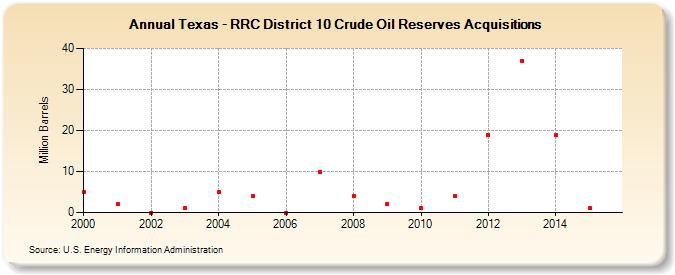 Annual Texas - RRC District 10 Crude Oil Reserves Acquisitions
Million Barrels
40
30
20
10
0
2000 2002 2004 2006 2008 2010 2012 2014
Source: U.S. Energy Information Administration